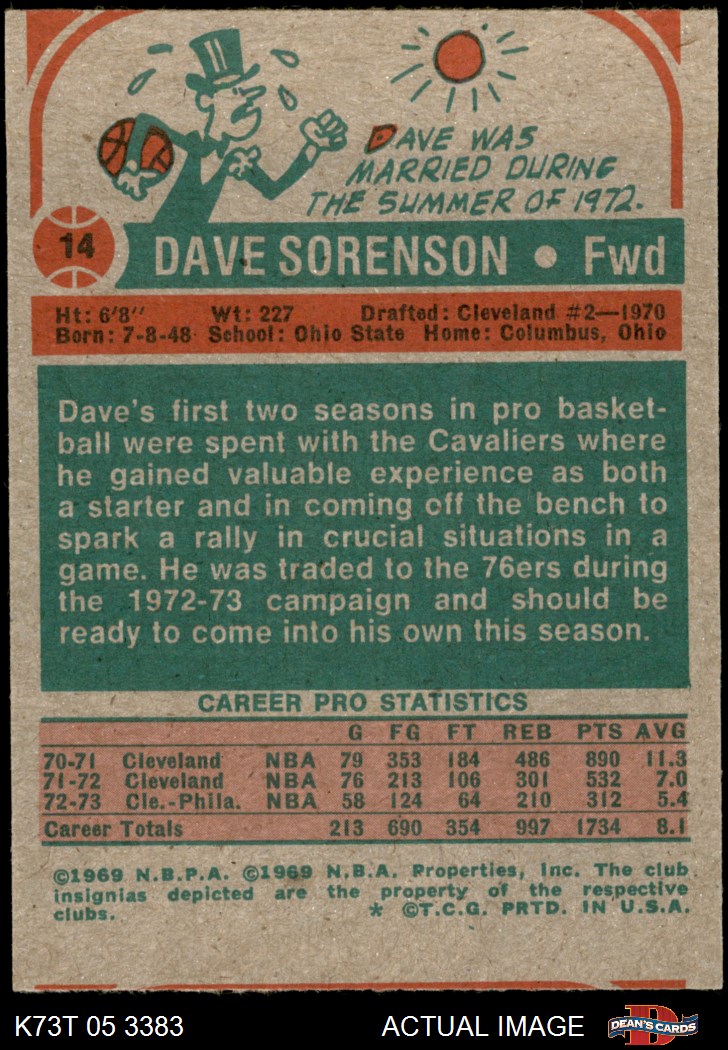 DAVE WAS
MARRIED DURING
THE SUMMER OF 1972.
14
DAVE SORENSON • Fwd
Ht: 6'8" Wt: 227 Drafted: Cleveland #2—1970
Born: 7-8-48 School: Ohio State Home: Columbus, Ohio
Dave's first two seasons in pro basket-
ball were spent with the Cavaliers where
he gained valuable experience as both
a starter and in coming off the bench to
spark a rally in crucial situations in a
game. He was traded to the 76ers during
the 1972-73 campaign and should be
ready to come into his own this season.
CAREER PRO STATISTICS
G FG FT REB PTS AVG
70-71 Cleveland NBA 79 353 184 486 890 11.3
71-72 Cleveland NBA 76 213 106 301 532 7.0
72-73 Cle.-Phila. NBA 58 124 64 210 312 5.4
Career Totals 213 690 354 997 1734 8.1
©1969 N.B.P.A. ©1969 N.B.A. Properties, Inc. The club
insignias depicted are the property of the respective
clubs. * ©T.C.G. PRTD. IN U.S.A.
K73T 05 3383 ACTUAL IMAGE DEAN'S CARDS